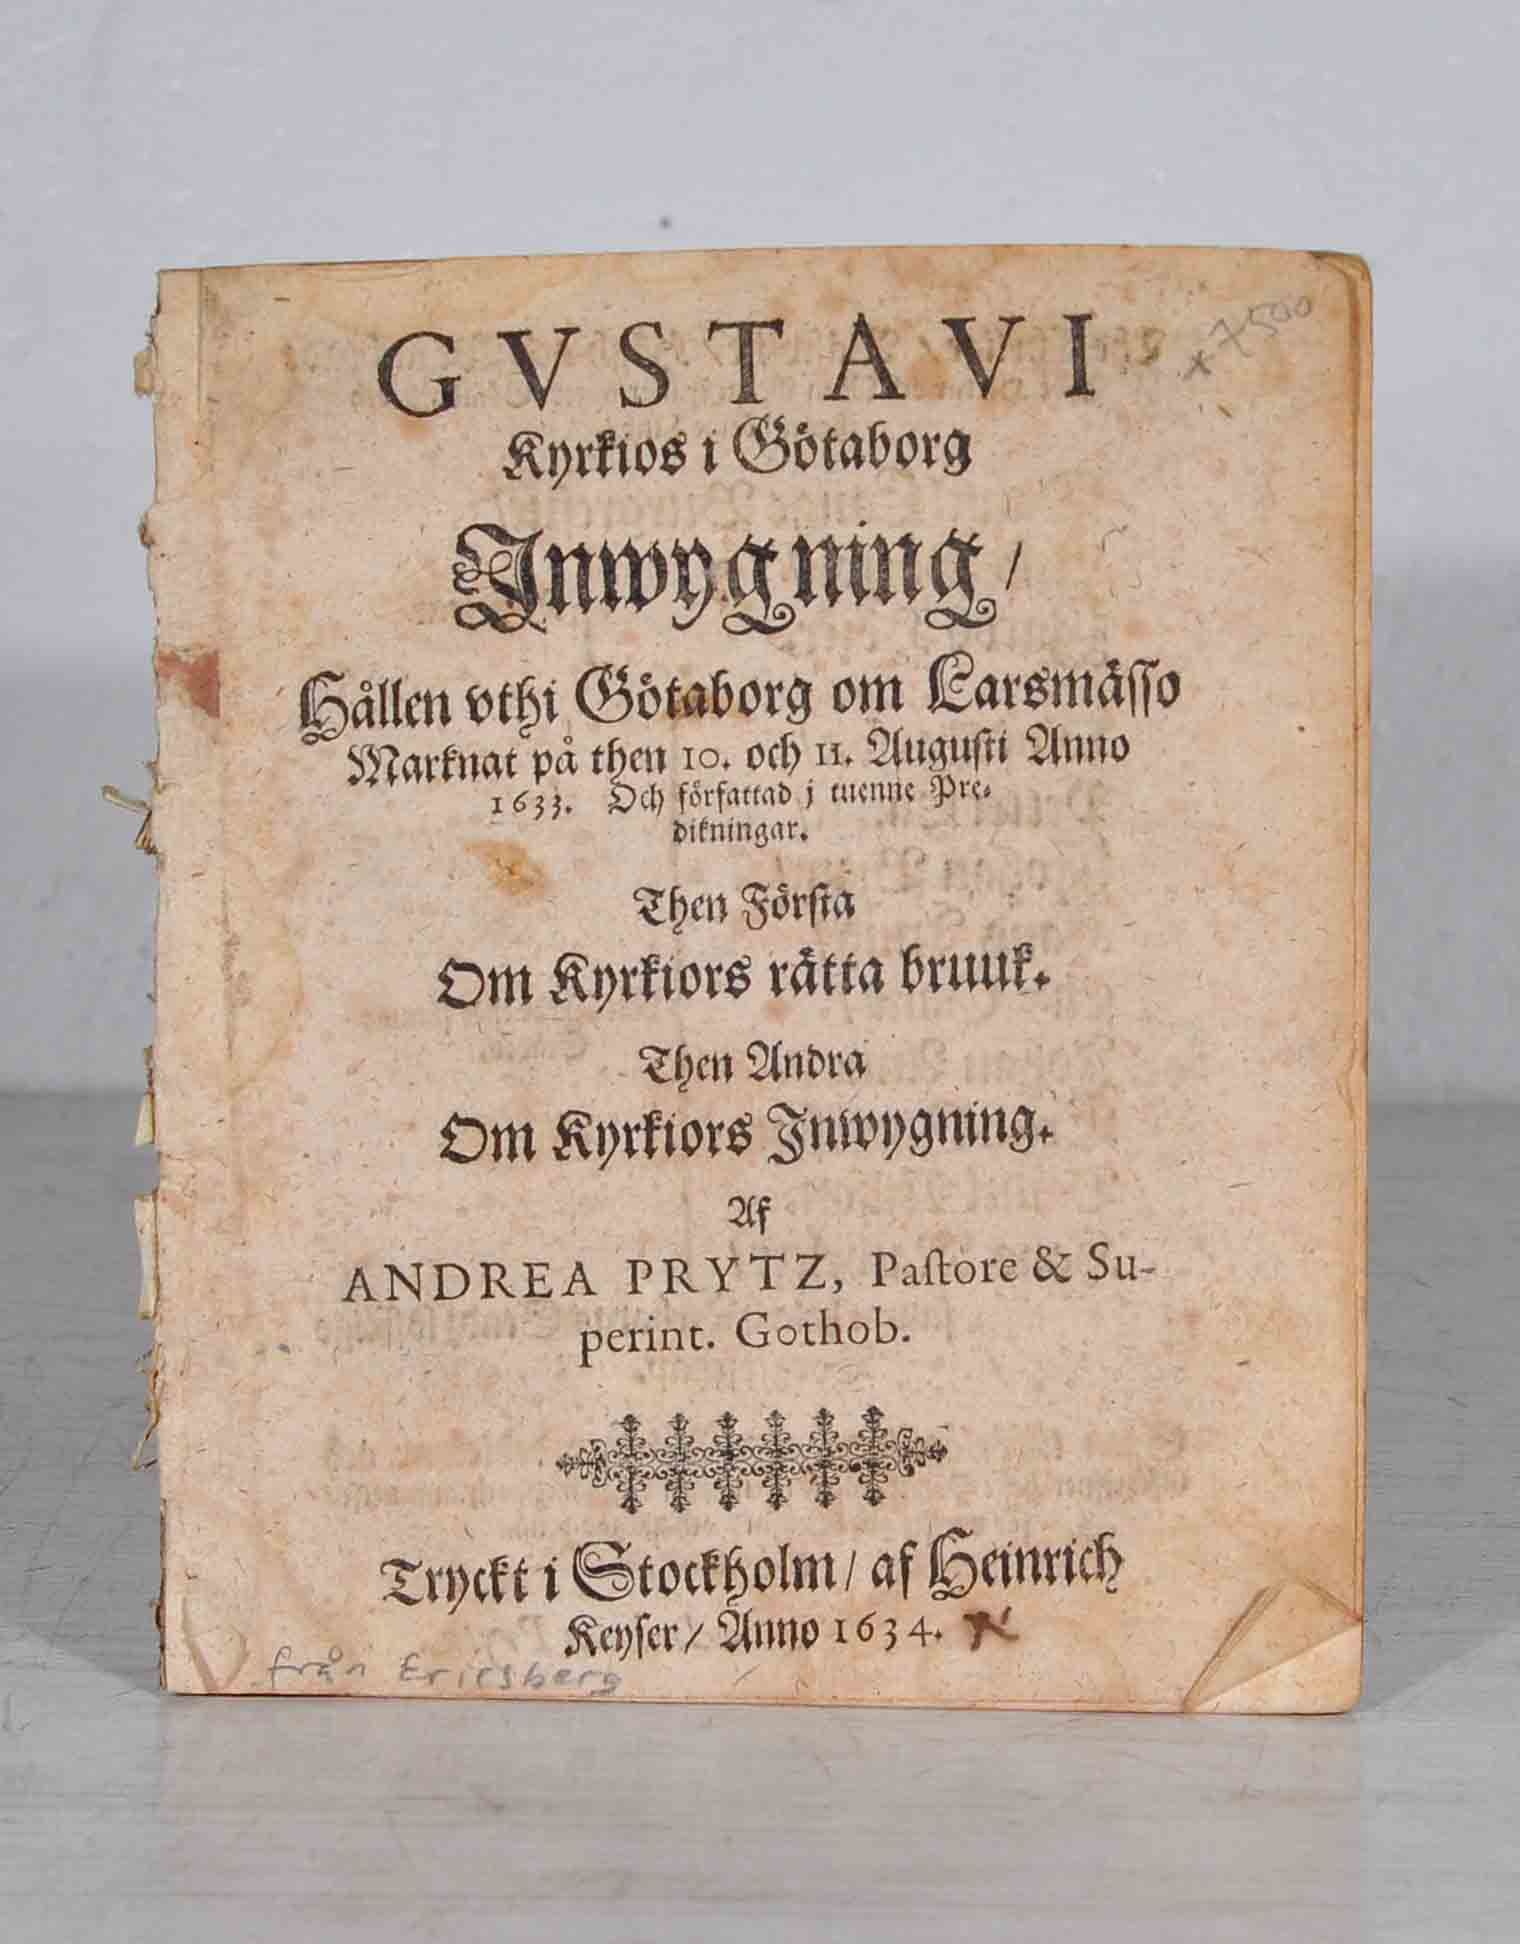 GVSTAVI
x 7500
Kyrkios i Götaborg
Inwygning/
Hållen vthi Götaborg om Larsmässo
Marknat på then 10. och 11. Augusti Anno
1633. Och författad j tuenne Pre-
dikningar.
Then Första
Om Kyrkiors rätta bruuk.
Then Andra
Om Kyrkiors Inwygning.
Af
ANDREA PRYTZ, Pastore & Su-
perint. Gothob.
Tryckt i Stockholm/ af Heinrich
Keyser/ Anno 1634.
från Ericsberg